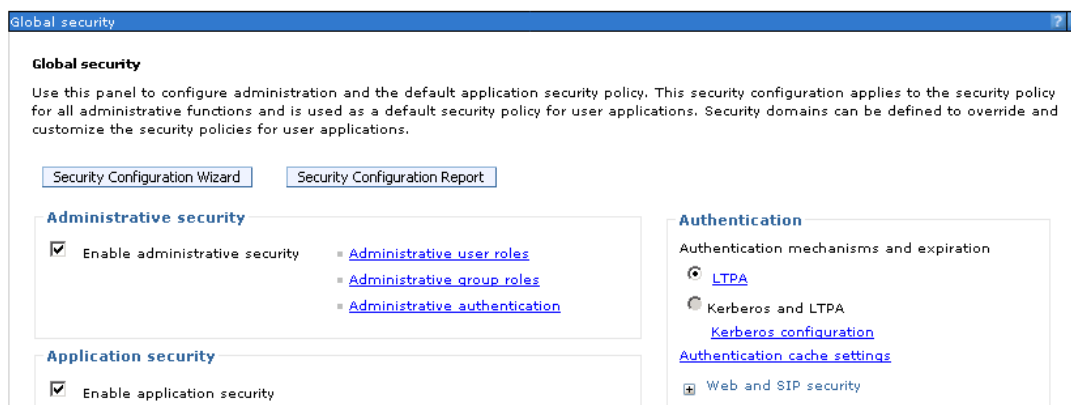 Global security
?
Global security
Use this panel to configure administration and the default application security policy. This security configuration applies to the security policy
for all administrative functions and is used as a default security policy for user applications. Security domains can be defined to override and
customize the security policies for user applications.
Security Configuration Wizard
Security Configuration Report
Administrative security
Enable administrative security
Administrative user roles
Administrative group roles
Administrative authentication
Application security
Enable application security
Authentication
Authentication mechanisms and expiration
LTPA
Kerberos and LTPA
Kerberos configuration
Authentication cache settings
Web and SIP security